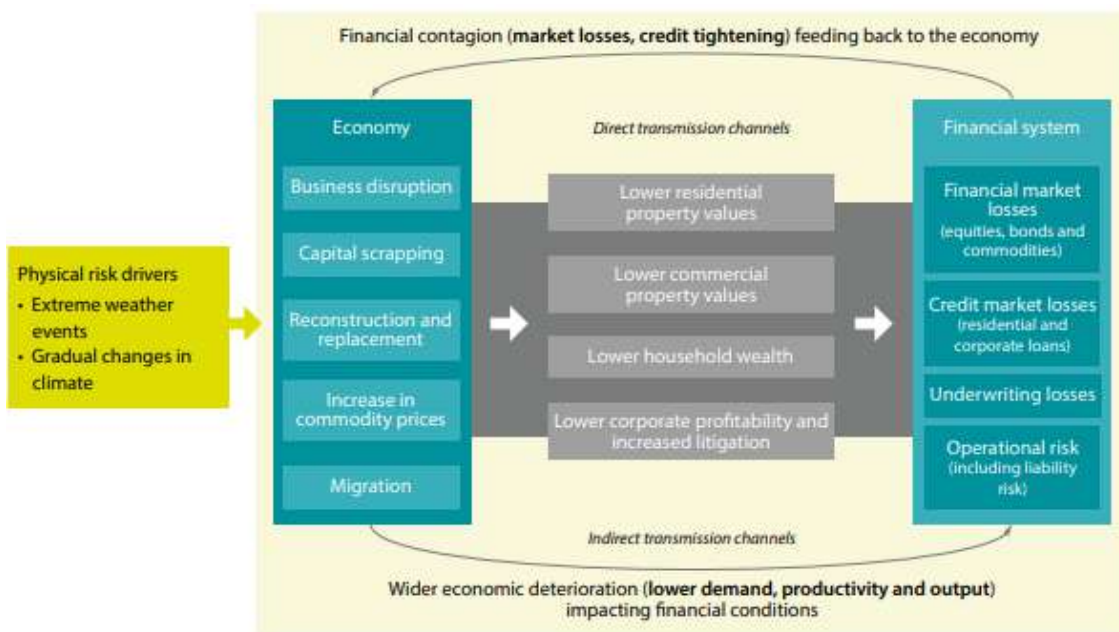 Financial contagion (market losses, credit tightening) feeding back to the economy
Economy
Direct transmission channels
Financial system
Business disruption
Capital scrapping
Reconstruction and
replacement
Increase in
commodity prices
Migration
Lower residential
property values
Lower commercial
property values
Lower household wealth
Lower corporate profitability and
increased litigation
Financial market
losses
(equities, bonds and
commodities)
Credit market losses
(residential and
corporate loans)
Underwriting losses
Operational risk
(including liability
risk)
Physical risk drivers
• Extreme weather
events
• Gradual changes in
climate
Indirect transmission channels
Wider economic deterioration (lower demand, productivity and output)
impacting financial conditions